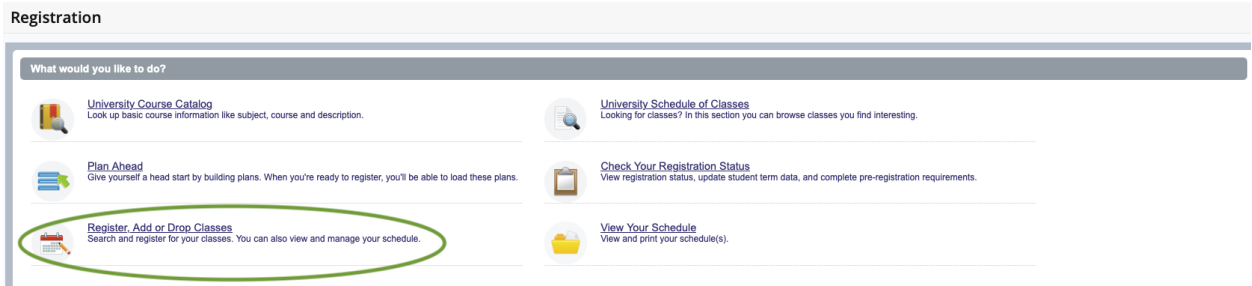 Registration
What would you like to do?
University Course Catalog
Look up basic course information like subject, course and description.
University Schedule of Classes
Looking for classes? In this section you can browse classes you find interesting.
Plan Ahead
Give yourself a head start by building plans. When you're ready to register, you'll be able to load these plans.
Check Your Registration Status
View registration status, update student term data, and complete pre-registration requirements.
Register, Add or Drop Classes
Search and register for your classes. You can also view and manage your schedule.
View Your Schedule
View and print your schedule(s).